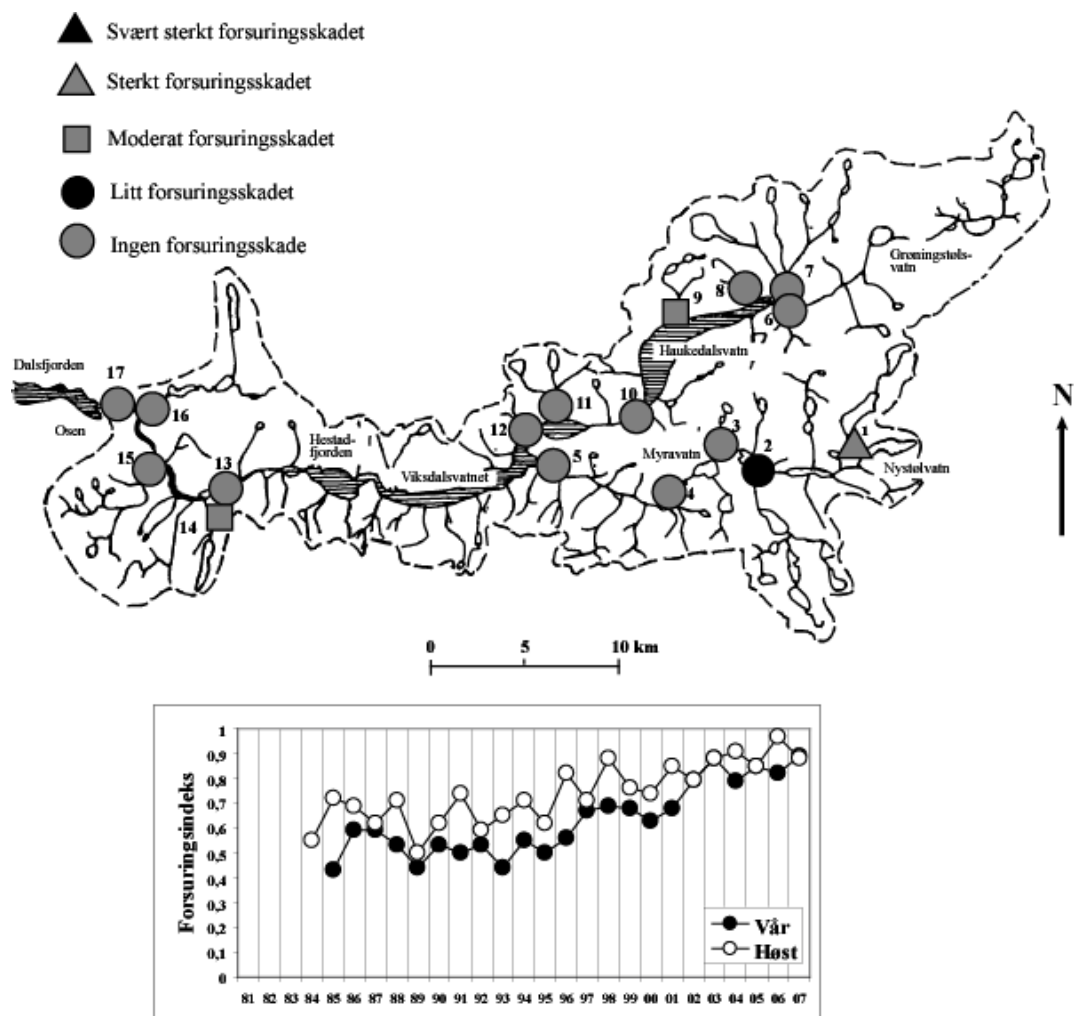 Svært sterkt forsuringsskadet
Sterkt forsuringsskadet
Moderat forsuringsskadet
Litt forsuringsskadet
Ingen forsuringsskade
Grøningstøls-
vatn
7
8
9
6
Haukedalsvatn
Dalsfjorden
17
Osen
16
15
13
14
Hestad-
fjorden
Viksdalsvatnet
12
11
10
5
Myravatn
3
4
2
1
Nystølvatn
N
0 5 10 km
Forsuringsindeks
1
0,9
0,8
0,7
0,6
0,5
0,4
0,3
0,2
0,1
0
Vår
Høst
81 82 83 84 85 86 87 88 89 90 91 92 93 94 95 96 97 98 99 00 01 02 03 04 05 06 07